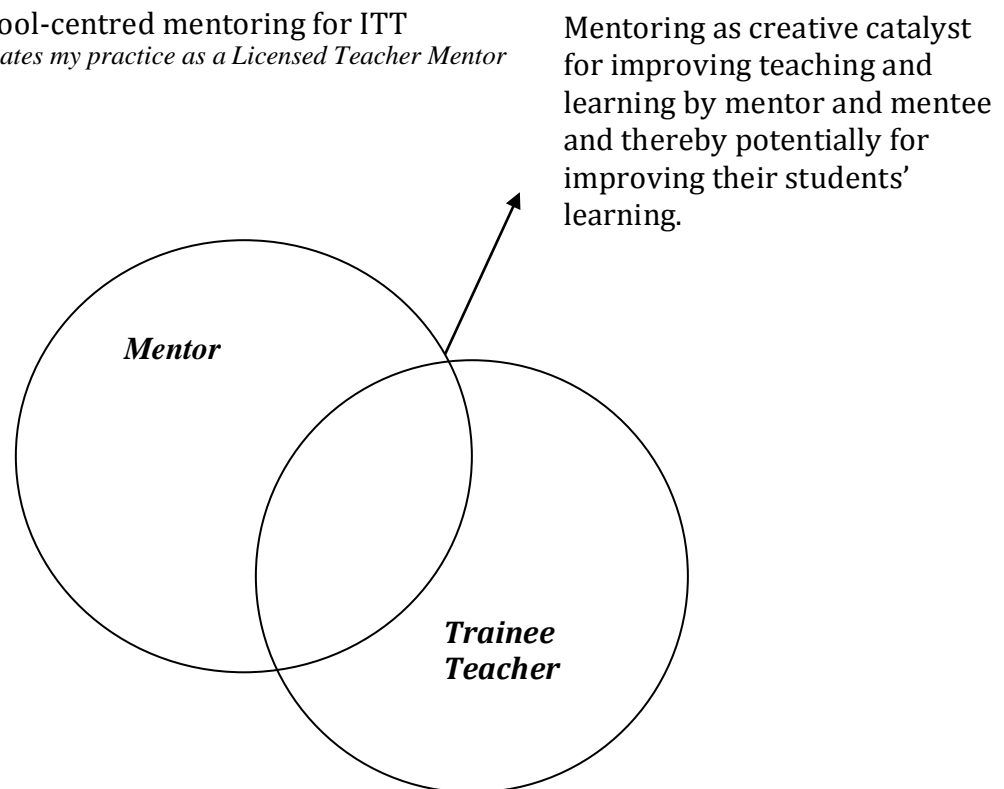 ool-centred mentoring for ITT
ates my practice as a Licensed Teacher Mentor
Mentoring as creative catalyst
for improving teaching and
learning by mentor and mentee
and thereby potentially for
improving their students’
learning.
Mentor
Trainee
Teacher